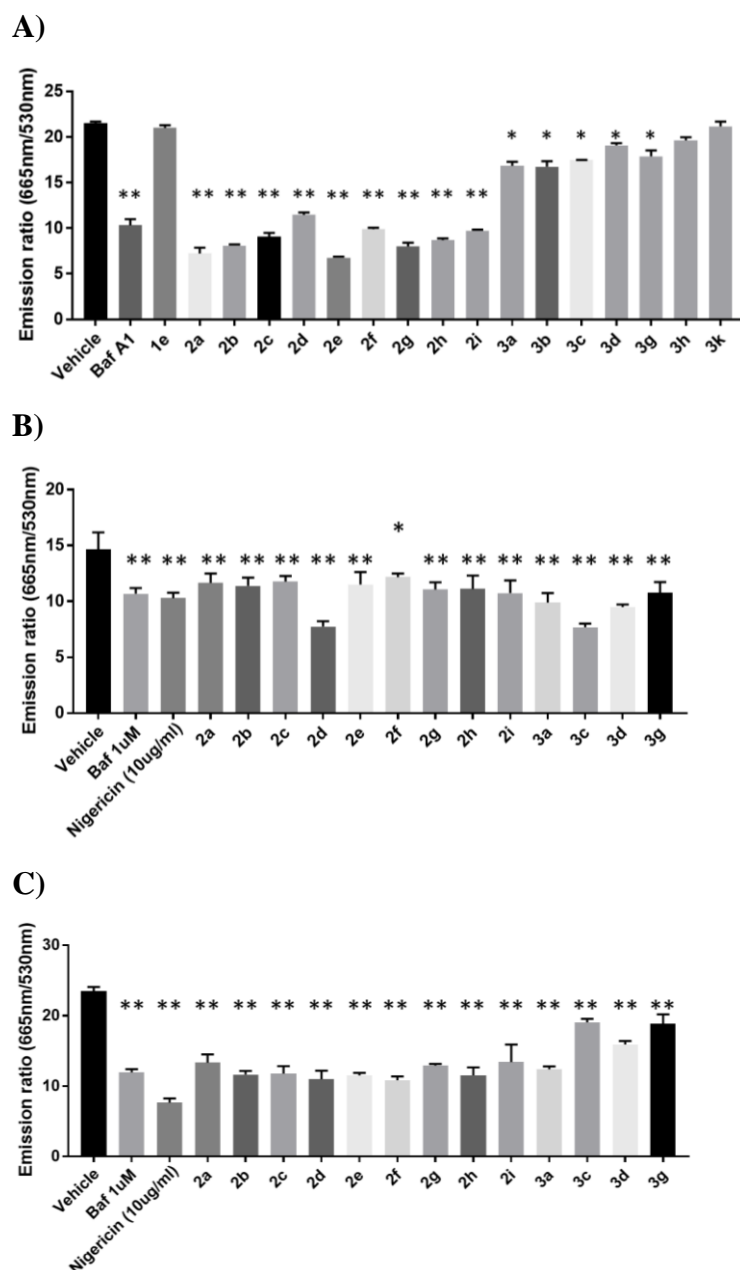 A)
Emission ratio (665nm/530nm)
25
20
15
10
5
0
** ** ** ** ** ** ** ** ** ** * * * * *
Vehicle Baf A1 1e 2a 2b 2c 2d 2e 2f 2g 2h 2i 3a 3b 3c 3d 3g 3h 3k
B)
Emission ratio (665nm/530nm)
20
15
10
5
0
** ** ** ** ** ** ** * ** ** ** ** ** ** **
Vehicle Baf 1uM Nigericin (10ug/ml) 2a 2b 2c 2d 2e 2f 2g 2h 2i 3a 3c 3d 3g
C)
Emission ratio (665nm/530nm)
30
20
10
0
** ** ** ** ** ** ** ** ** ** ** ** ** ** **
Vehicle Baf 1uM Nigericin (10ug/ml) 2a 2b 2c 2d 2e 2f 2g 2h 2i 3a 3c 3d 3g